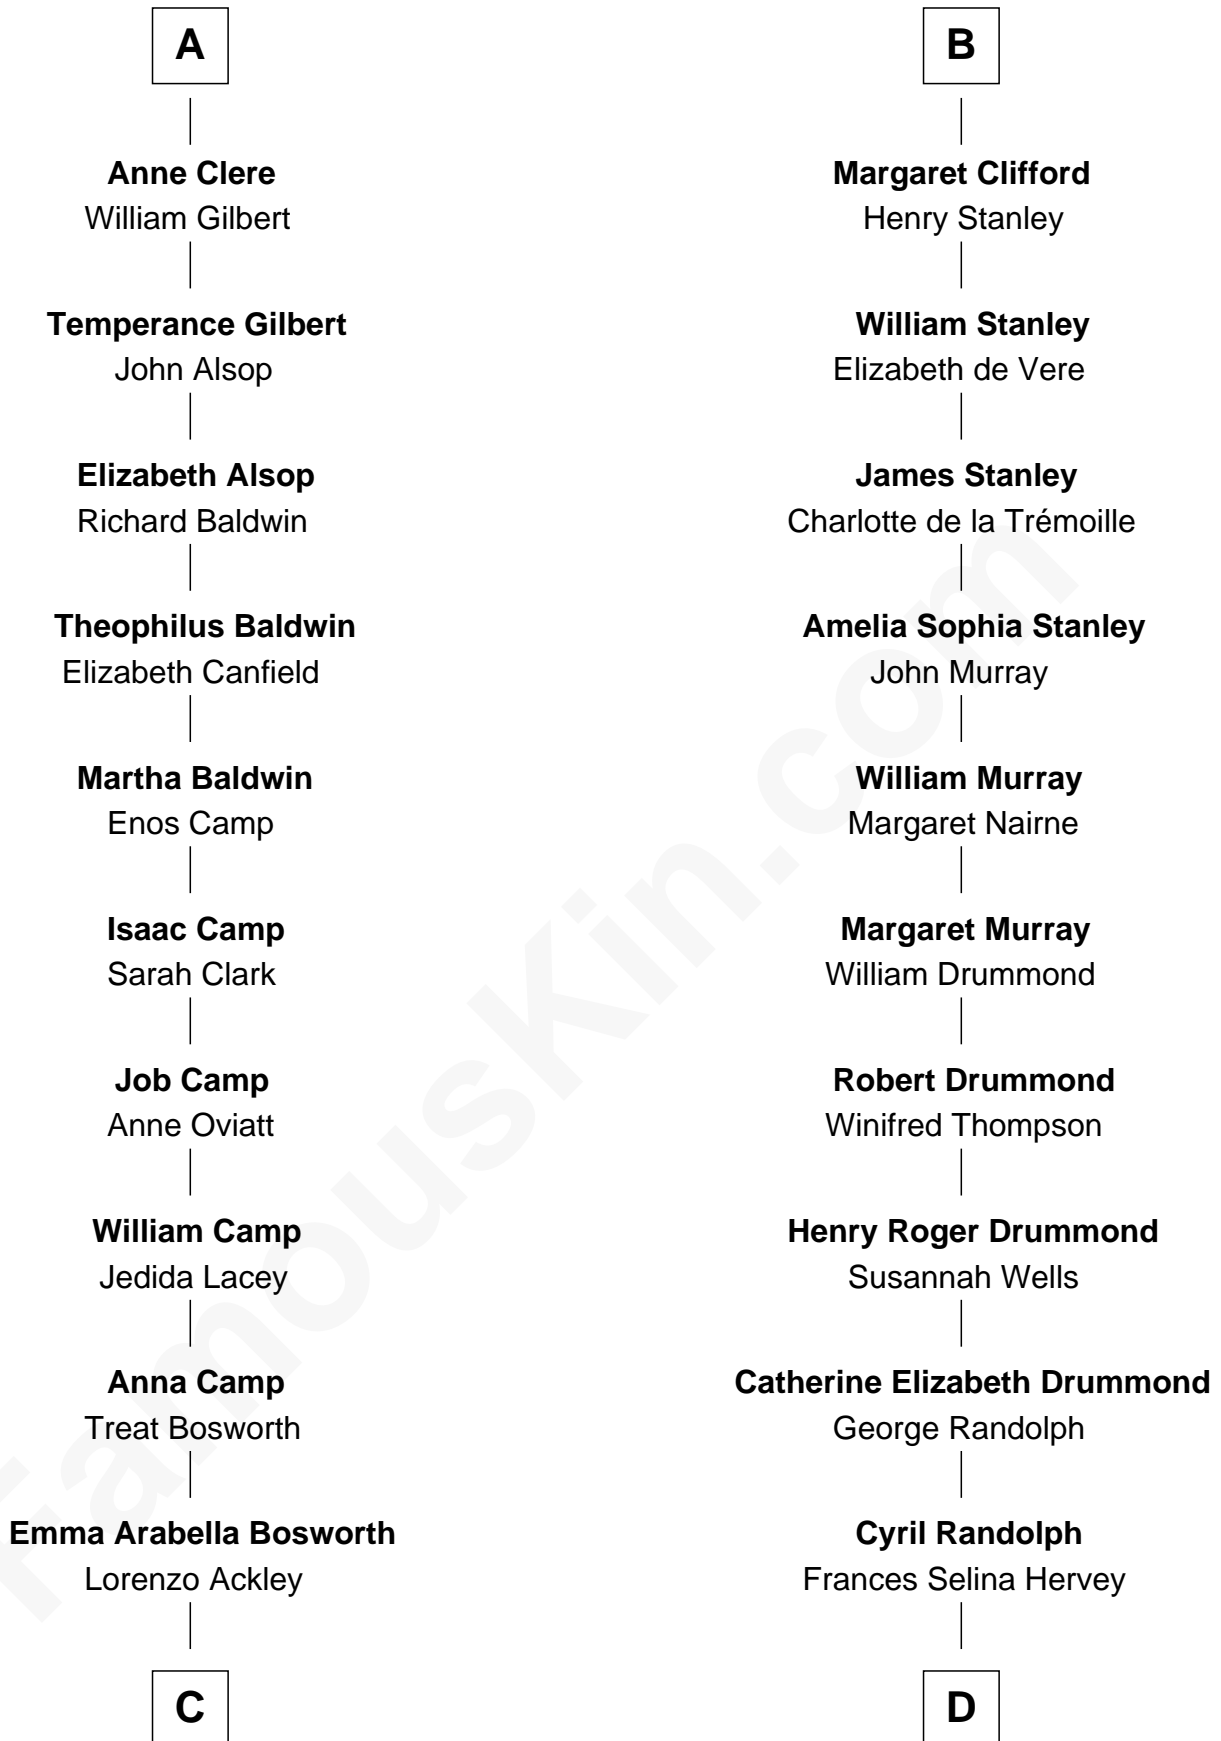 A
Anne Clere
William Gilbert
Temperance Gilbert
John Alsop
Elizabeth Alsop
Richard Baldwin
Theophilus Baldwin
Elizabeth Canfield
Martha Baldwin
Enos Camp
Isaac Camp
Sarah Clark
Job Camp
Anne Oviatt
William Camp
Jedida Lacey
Anna Camp
Treat Bosworth
Emma Arabella Bosworth
Lorenzo Ackley
C
B
Margaret Clifford
Henry Stanley
William Stanley
Elizabeth de Vere
James Stanley
Charlotte de la Trémoille
Amelia Sophia Stanley
John Murray
William Murray
Margaret Nairne
Margaret Murray
William Drummond
Robert Drummond
Winifred Thompson
Henry Roger Drummond
Susannah Wells
Catherine Elizabeth Drummond
George Randolph
Cyril Randolph
Frances Selina Hervey
D
FamousKin.com